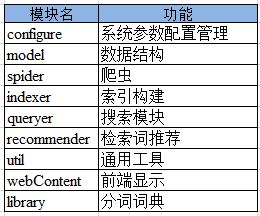 模块名 功能
configure 系统参数配置管理
model 数据结构
spider 爬虫
indexer 索引构建
queryer 搜索模块
recommender 检索词推荐
util 通用工具
webContent 前端显示
library 分词词典